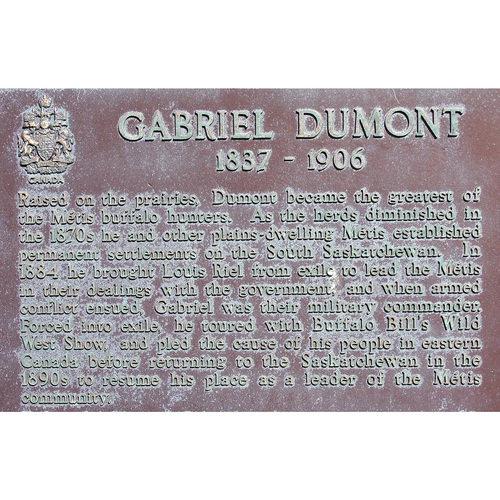 CANADA
GABRIEL DUMONT
1837 - 1906
Raised on the prairies, Dumont became the greatest of
the Métis buffalo hunters. As the herds diminished in
the 1870s he and other plains-dwelling Métis established
permanent settlements on the South Saskatchewan. In
1884 he brought Louis Riel from exile to lead the Métis
in their dealings with the government, and when armed
conflict ensued, Gabriel was their military commander.
Forced into exile, he toured with Buffalo Bill's Wild
West Show, and pled the cause of his people in eastern
Canada before returning to the Saskatchewan in the
1890s to resume his place as a leader of the Métis
community.